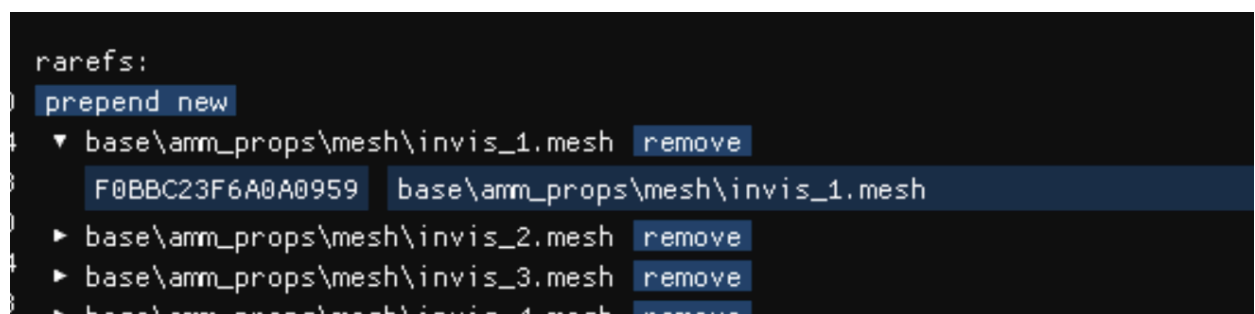 rarefs:
prepend new
▼ base\amm_props\mesh\invis_1.mesh remove
F0BBC23F6A0A0959 base\amm_props\mesh\invis_1.mesh
► base\amm_props\mesh\invis_2.mesh remove
► base\amm_props\mesh\invis_3.mesh remove